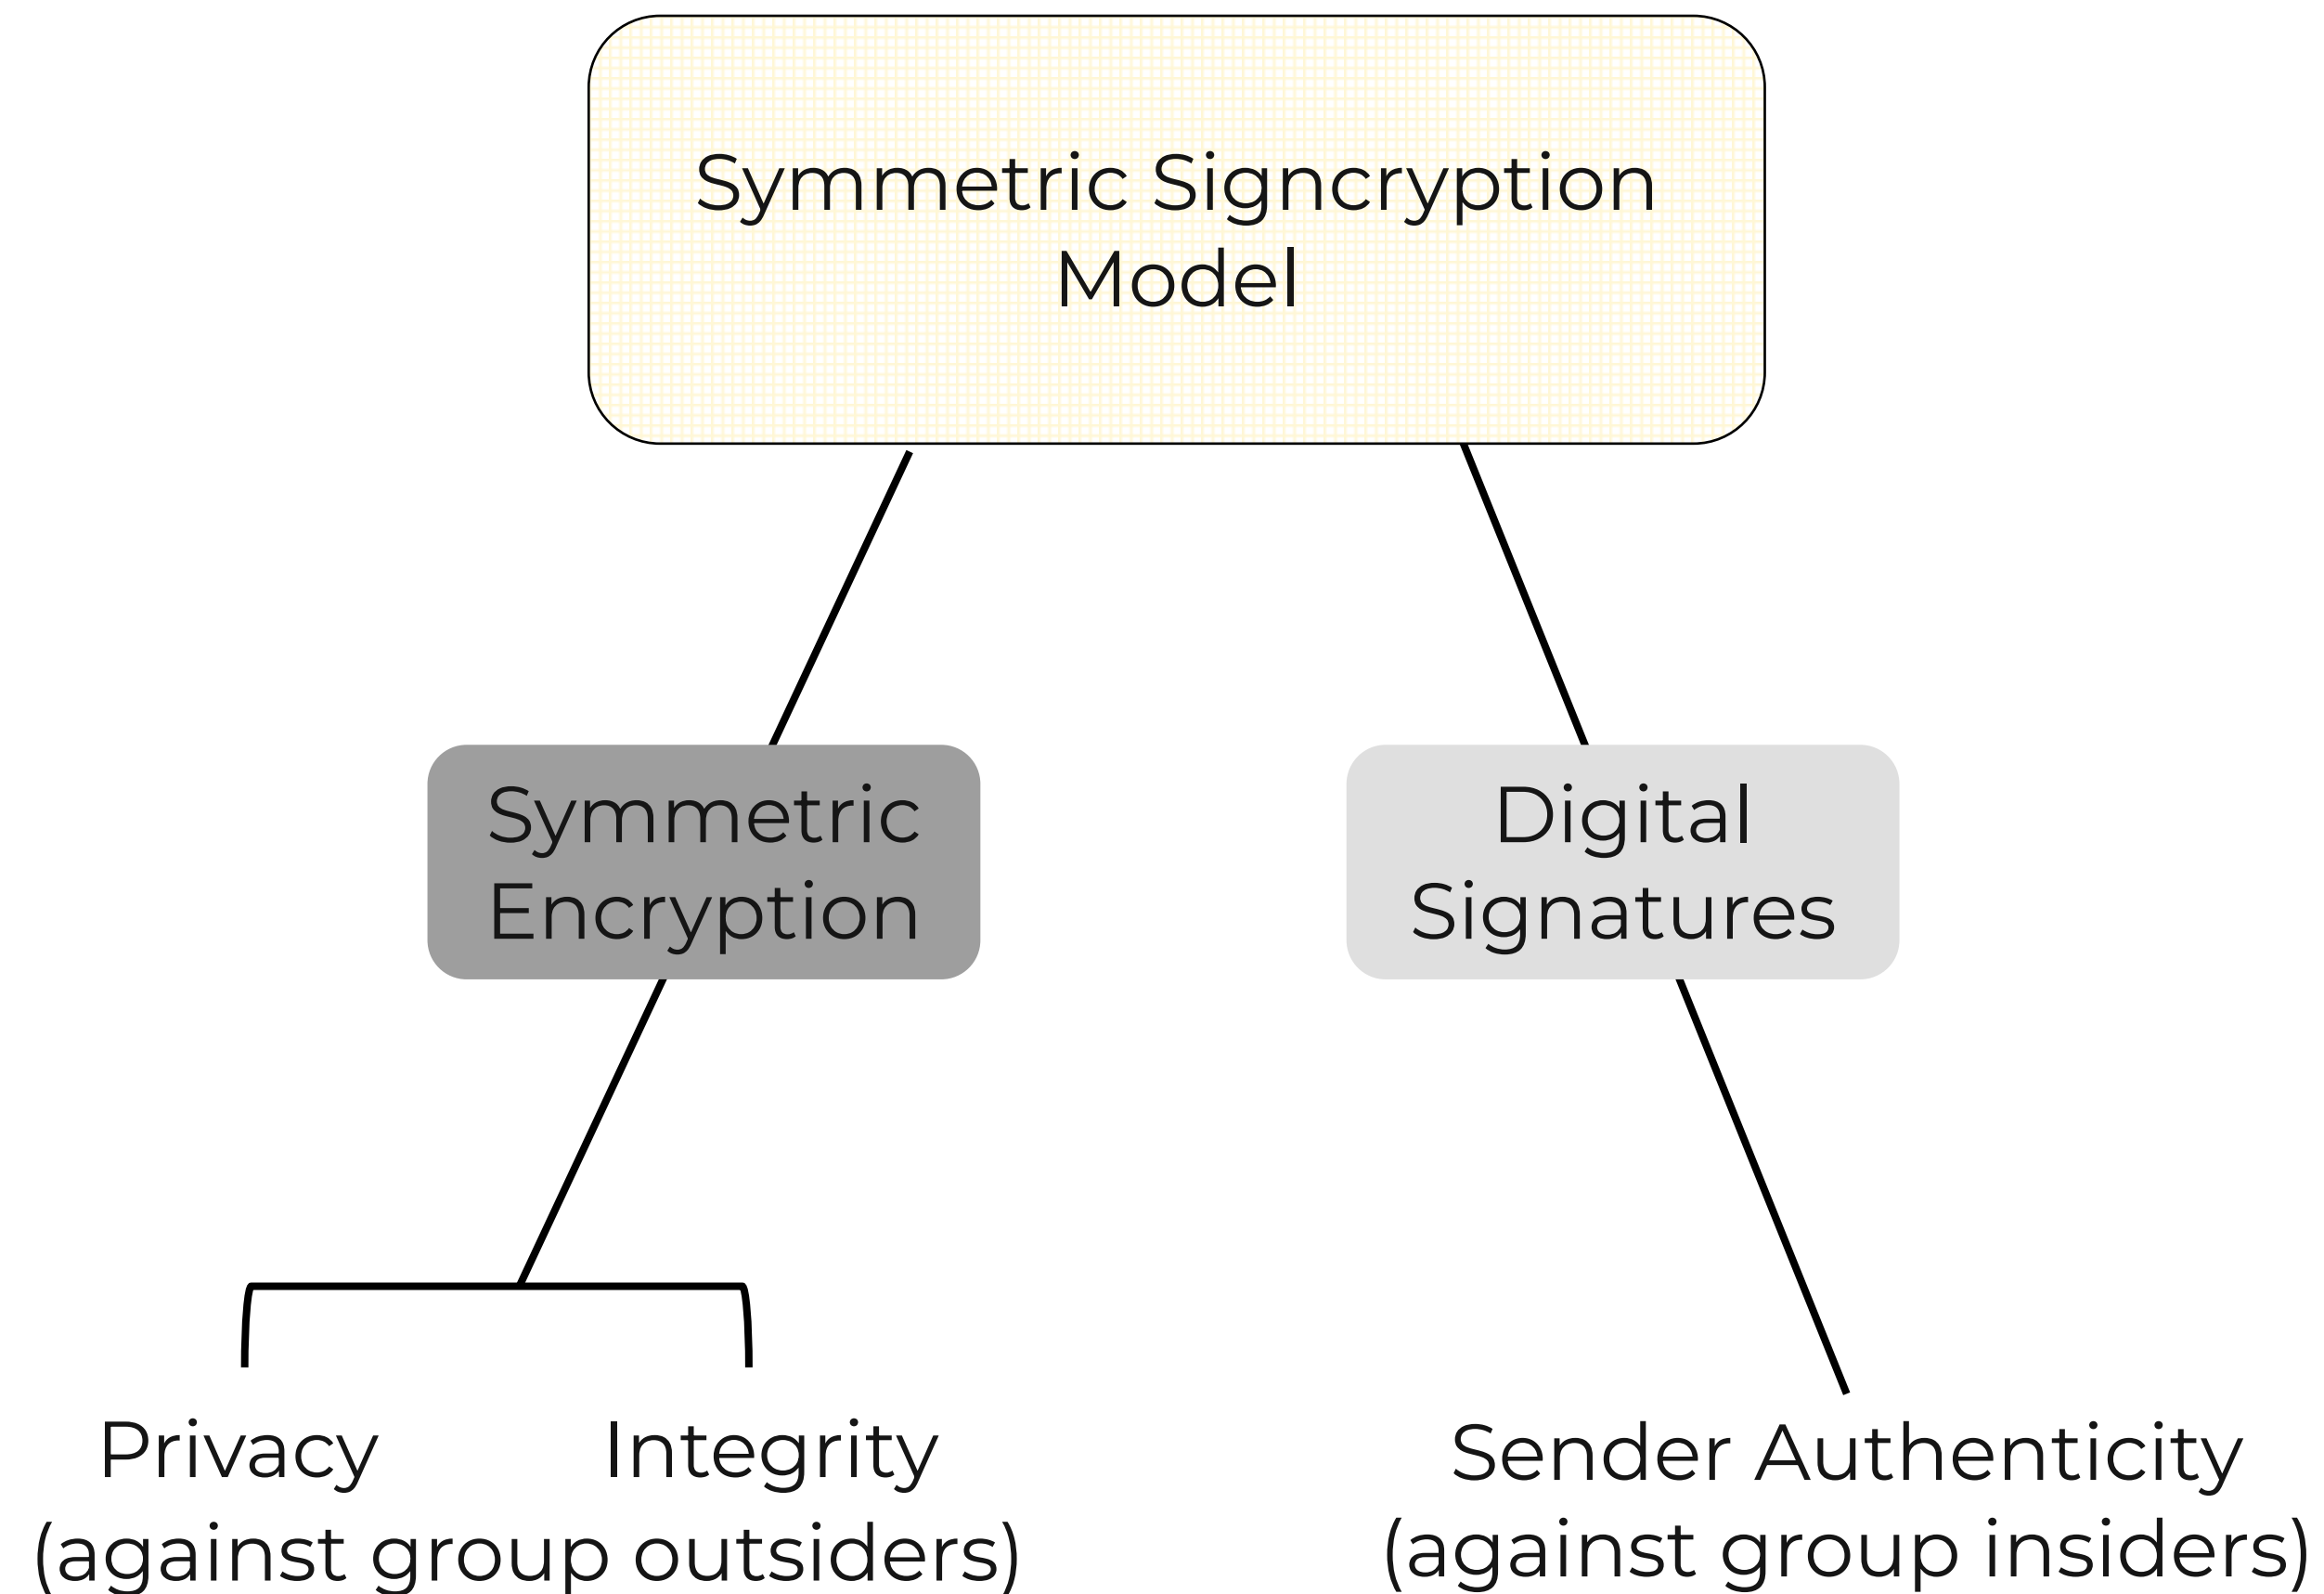 Symmetric Signcryption
Model
Symmetric
Encryption
Digital
Signatures
Privacy
Integrity
(against group outsiders)
Sender Authenticity
(against group insiders)